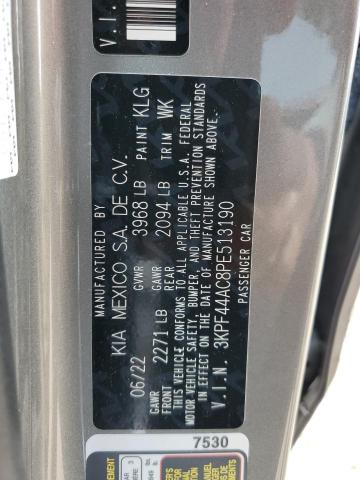 V.I.
MANUFACTURED BY
KIA MEXICO S.A. DE C.V.
06/22 GVWR 3968 LB PAINT KLG
GAWR FRONT 2271 LB GAWR REAR 2094 LB TRIM WK
THIS VEHICLE CONFORMS TO ALL APPLICABLE U.S.A. FEDERAL
MOTOR VEHICLE SAFETY, BUMPER, AND THEFT PREVENTION STANDARDS
IN EFFECT ON THE DATE OF MANUFACTURE SHOWN ABOVE.
V.I.N. 3KPF44AC8PE513190
PASSENGER CAR
7530